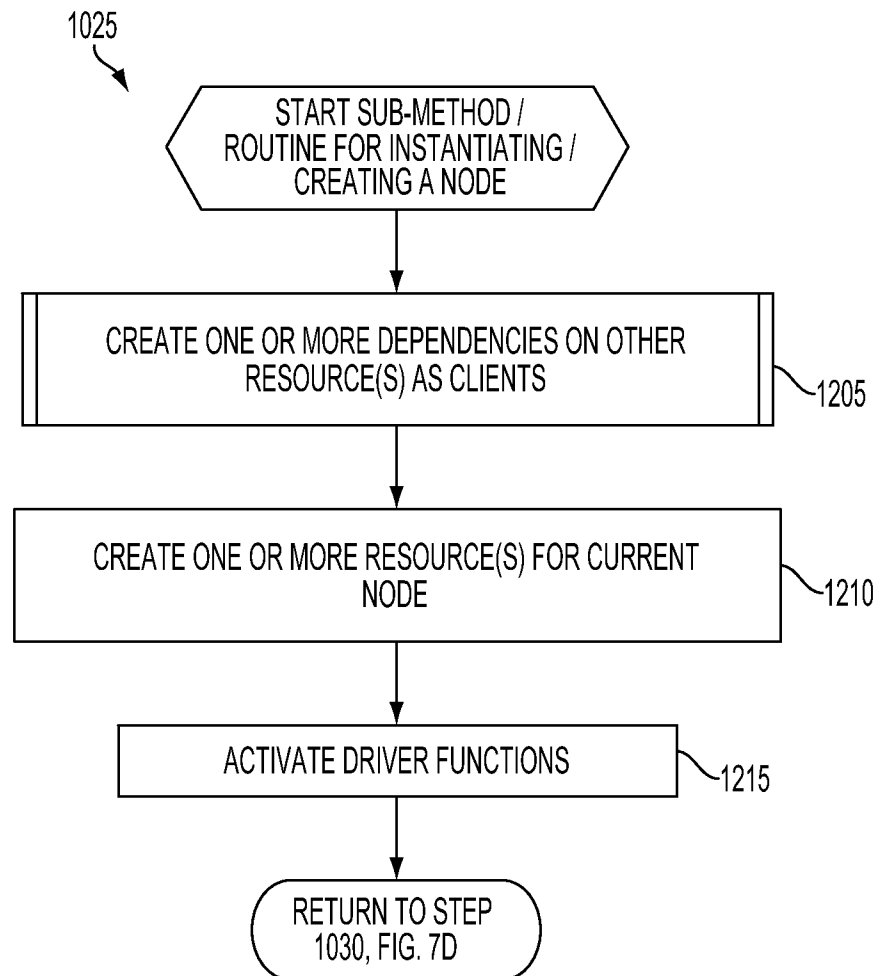 1025
START SUB-METHOD /
ROUTINE FOR INSTANTIATING /
CREATING A NODE
CREATE ONE OR MORE DEPENDENCIES ON OTHER
RESOURCE(S) AS CLIENTS
1205
CREATE ONE OR MORE RESOURCE(S) FOR CURRENT
NODE
1210
ACTIVATE DRIVER FUNCTIONS
1215
RETURN TO STEP
1030, FIG. 7D